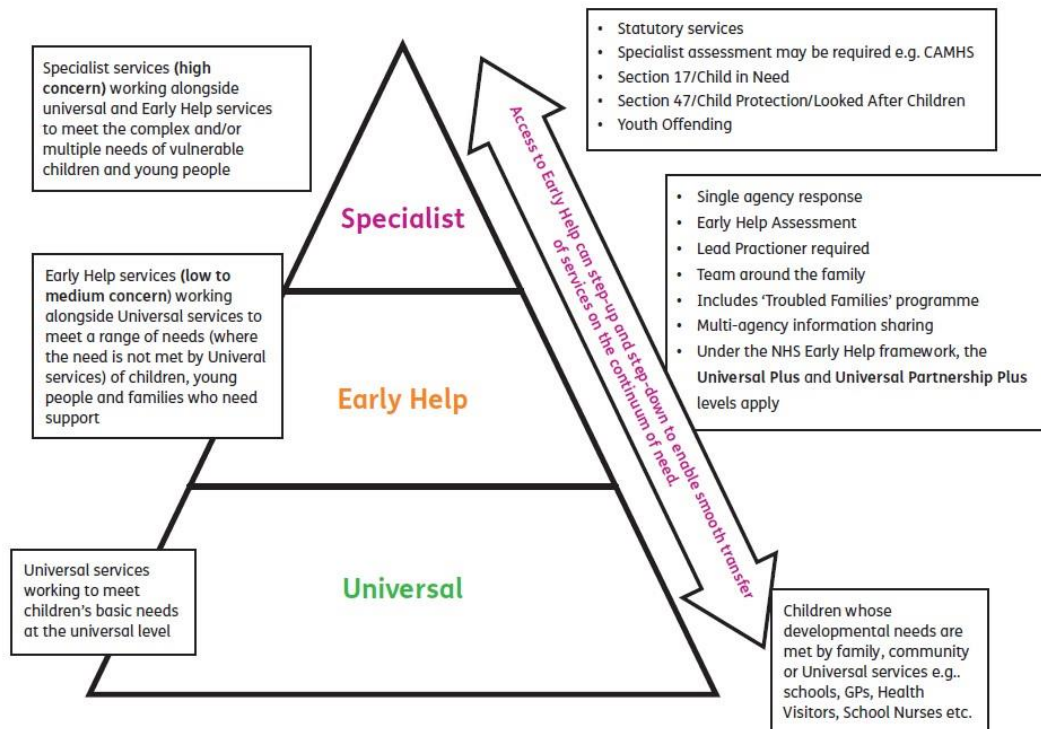 Specialist services (high
concern) working alongside
universal and Early Help services
to meet the complex and/or
multiple needs of vulnerable
children and young people
• Statutory services
• Specialist assessment may be required e.g. CAMHS
• Section 17/Child in Need
• Section 47/Child Protection/Looked After Children
• Youth Offending
Specialist
Access to Early Help can step-up and step-down to enable smooth transfer
of services on the continuum of need.
Early Help services (low to
medium concern) working
alongside Universal services to
meet a range of needs (where
the need is not met by Univeral
services) of children, young
people and families who need
support
• Single agency response
• Early Help Assessment
• Lead Practioner required
• Team around the family
• Includes ‘Troubled Families’ programme
• Multi-agency information sharing
• Under the NHS Early Help framework, the
Universal Plus and Universal Partnership Plus
levels apply
Early Help
Universal services
working to meet
children’s basic needs
at the universal level
Universal
Children whose
developmental needs are
met by family, community
or Universal services e.g..
schools, GPs, Health
Visitors, School Nurses etc.